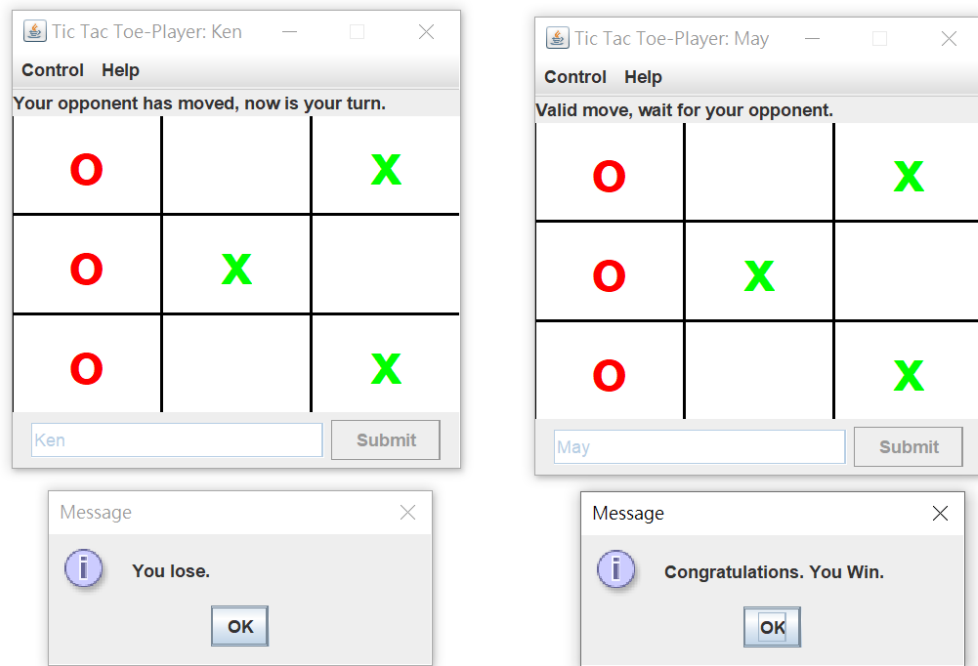 Tic Tac Toe-Player: Ken
Control Help
Your opponent has moved, now is your turn.
O X
O X
O X
Ken Submit
Message
You lose.
OK
Tic Tac Toe-Player: May
Control Help
Valid move, wait for your opponent.
O X
O X
O X
May Submit
Message
Congratulations. You Win.
OK